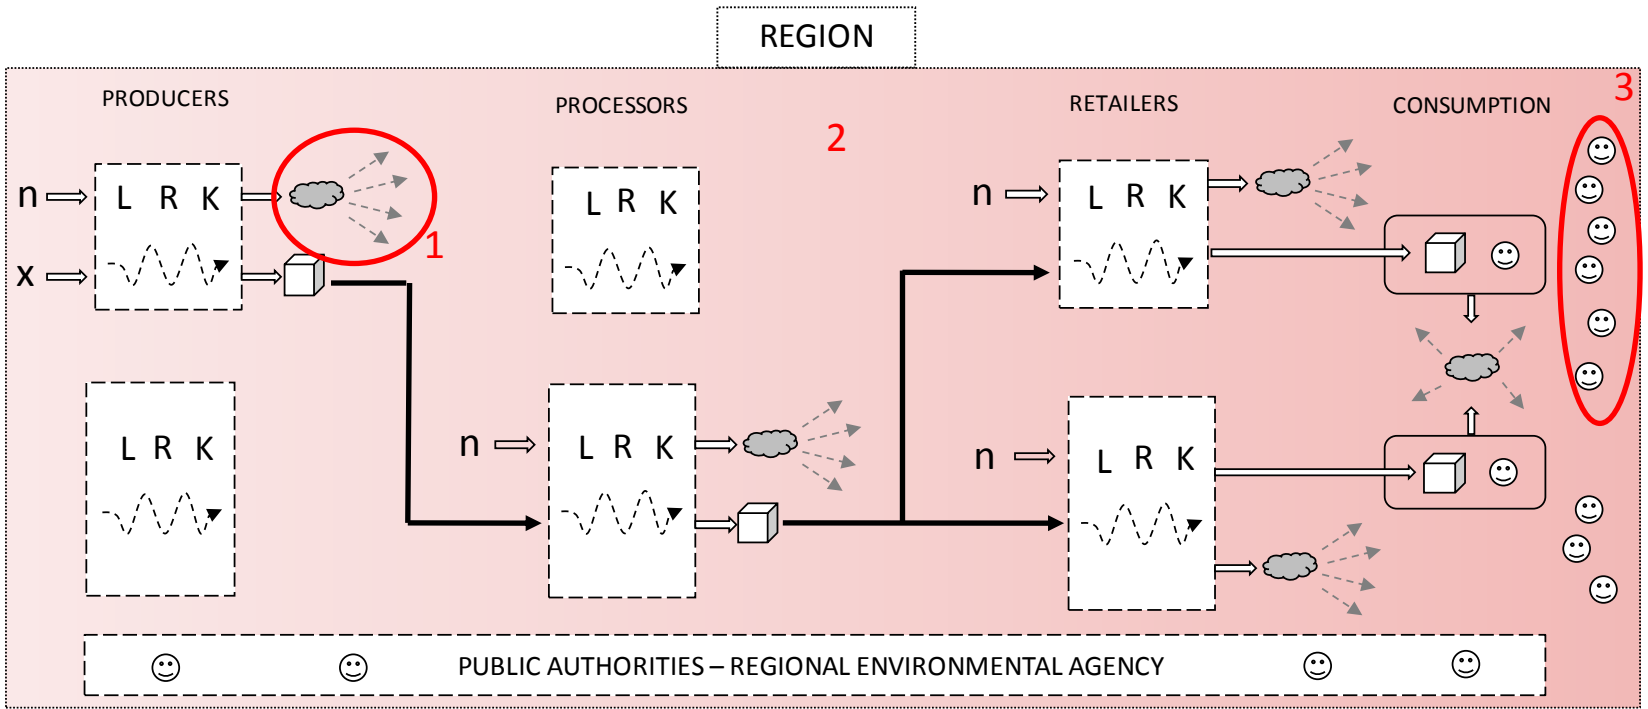 REGION
PRODUCERS
PROCESSORS
RETAILERS
CONSUMPTION
3
2
1
n
L R K
x
L R K
n
L R K
L R K
n
L R K
n
L R K
PUBLIC AUTHORITIES – REGIONAL ENVIRONMENTAL AGENCY